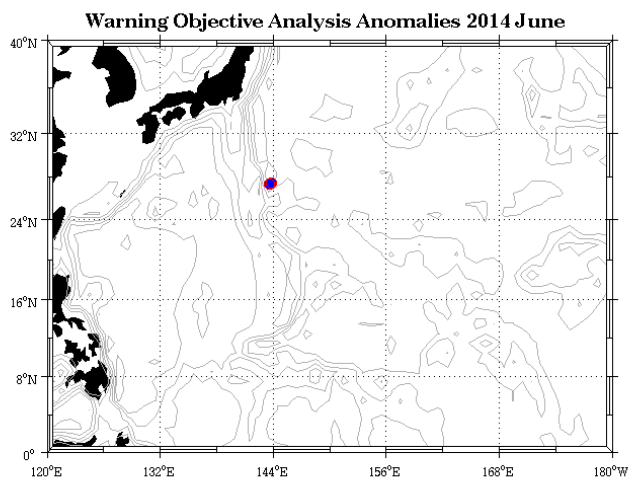 Warning Objective Analysis Anomalies 2014 June
40°N
32°N
24°N
16°N
8°N
0°
120°E 132°E 144°E 156°E 168°E 180°W